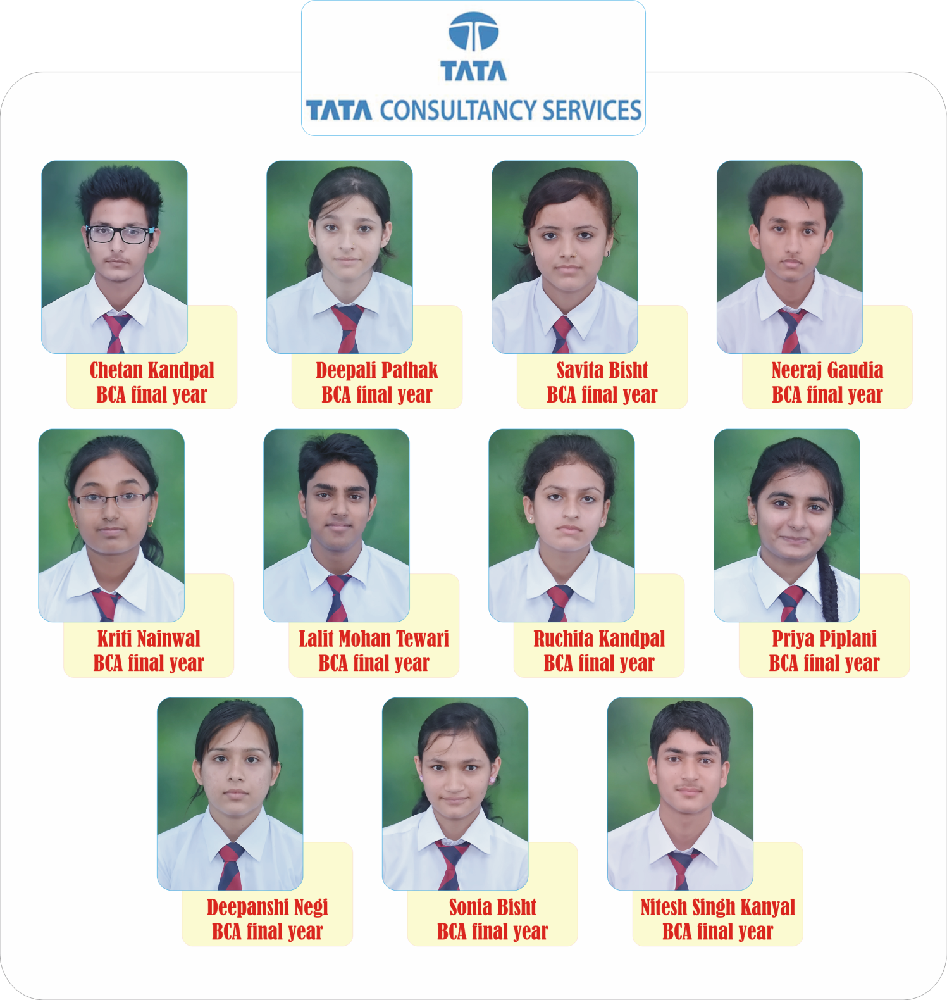 TATA
TATA CONSULTANCY SERVICES
Chetan Kandpal
BCA final year
Deepali Pathak
BCA final year
Savita Bisht
BCA final year
Neeraj Gaudia
BCA final year
Kriti Nainwal
BCA final year
Lalit Mohan Tewari
BCA final year
Ruchita Kandpal
BCA final year
Priya Piplani
BCA final year
Deepanshi Negi
BCA final year
Sonia Bisht
BCA final year
Nitesh Singh Kanyal
BCA final year